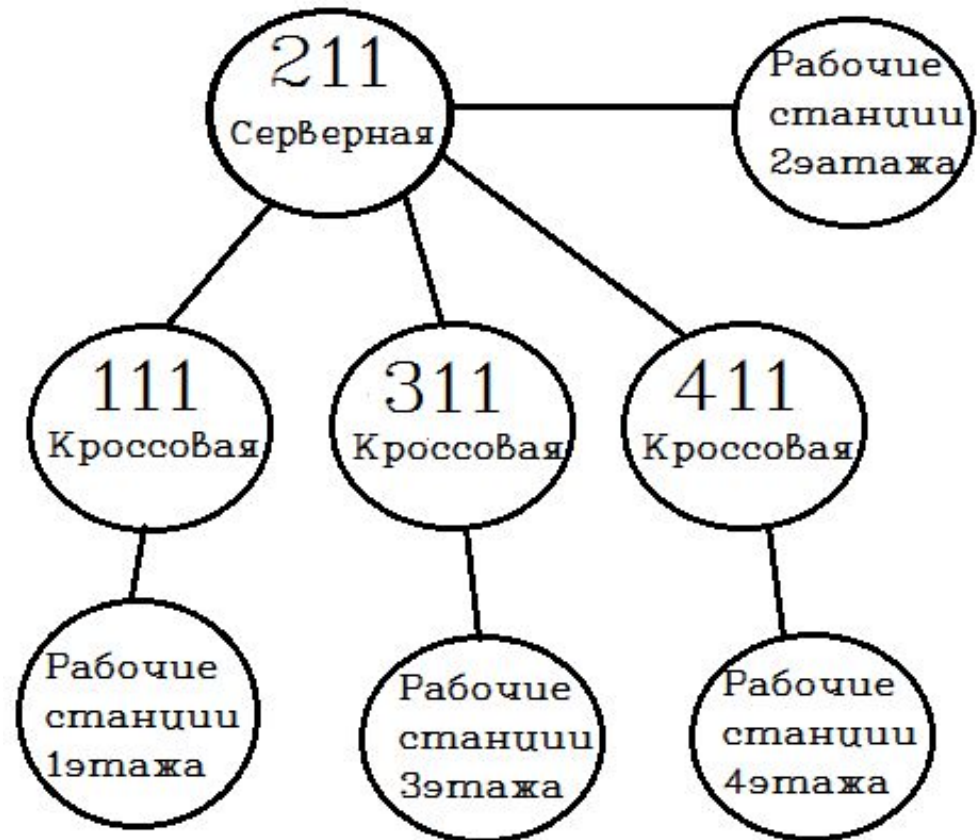 211
Серверная
Рабочие
станции
2эатажа
111
Кроссовая
311
Кроссовая
411
Кроссовая
Рабочие
станции
1этажа
Рабочие
станции
3этажа
Рабочие
станции
4этажа